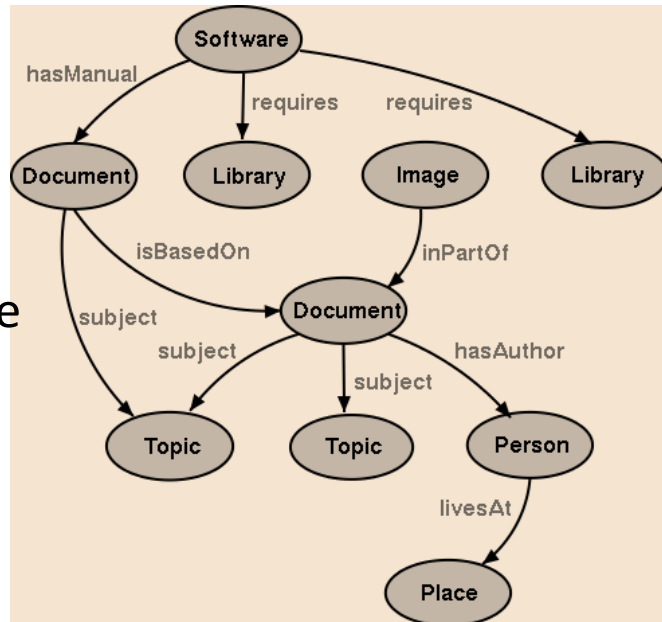 Software
hasManual
requires
requires
Document
Library
Image
Library
isBasedOn
inPartOf
e
Document
subject
subject
hasAuthor
subject
Topic
Topic
Person
livesAt
Place